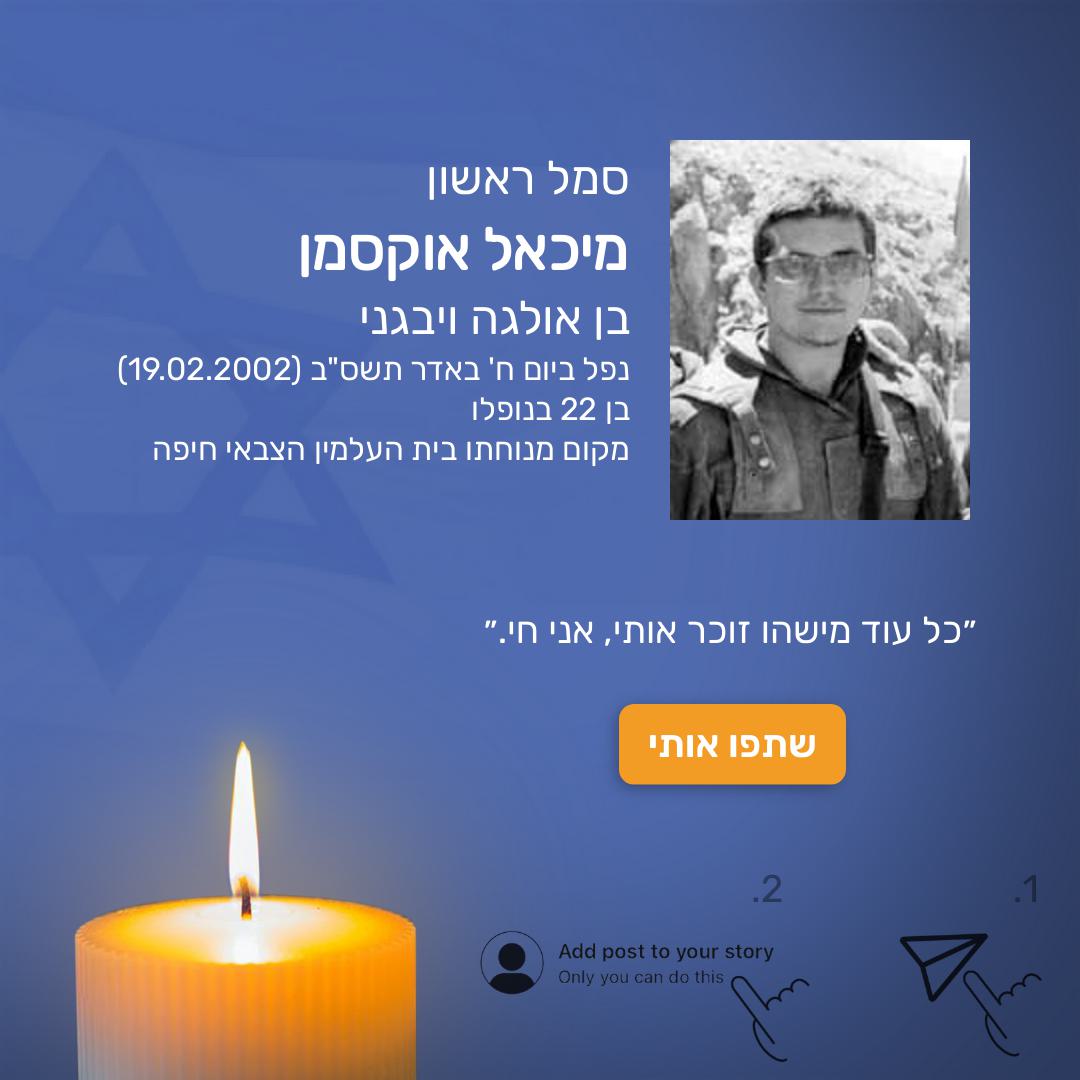 סמל ראשון
מיכאל אוקסמן
בן אולגה ויבגני
נפל ביום ח' באדר תשס"ב (19.02.2002)
בן 22 בנופלו
מקום מנוחתו בית העלמין הצבאי חיפה
״כל עוד מישהו זוכר אותי, אני חי.״
שתפו אותי
1.
2.
Add post to your story
Only you can do this